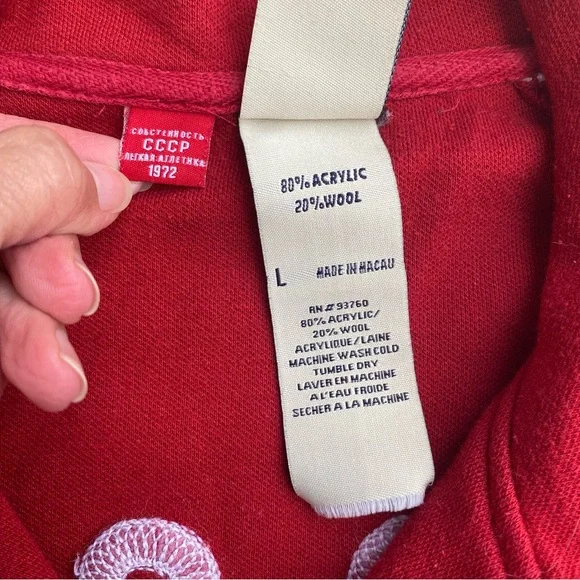 СОБСТВЕННОСТЬ
СССР
ЛЕГКАЯ АТЛЕТИКА
1972
80% ACRYLIC
20% WOOL
L MADE IN MACAU
RN# 93760
80% ACRYLIC/
20% WOOL
ACRYLIQUE/LAINE
MACHINE WASH COLD
TUMBLE DRY
LAVER EN MACHINE
A L'EAU FROIDE
SECHER A LA MACHINE